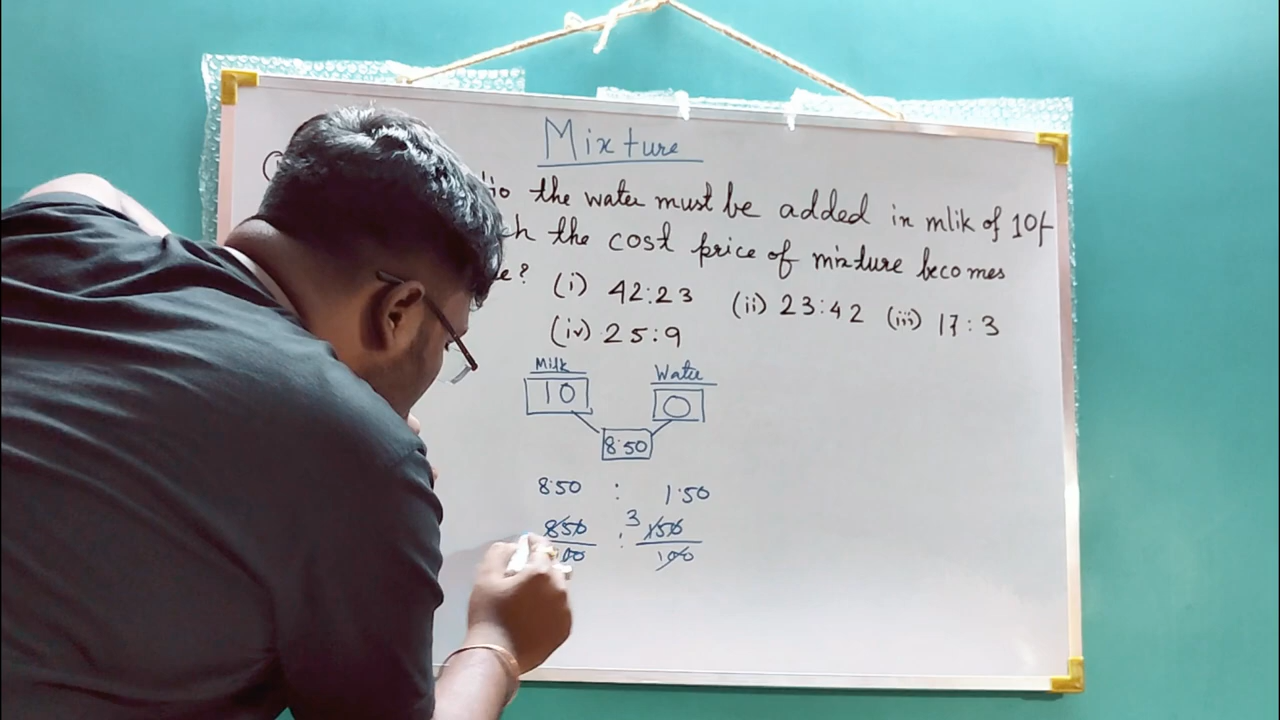 Mixture
the water must be added in mlik of 10/-
the cost price of mixture becomes
? (i) 42:23 (ii) 23:42 (iii) 17:3
(iv) 25:9
Milk Water
10 0
8.50
8.50 : 1.50
850 : 3 150
100 100